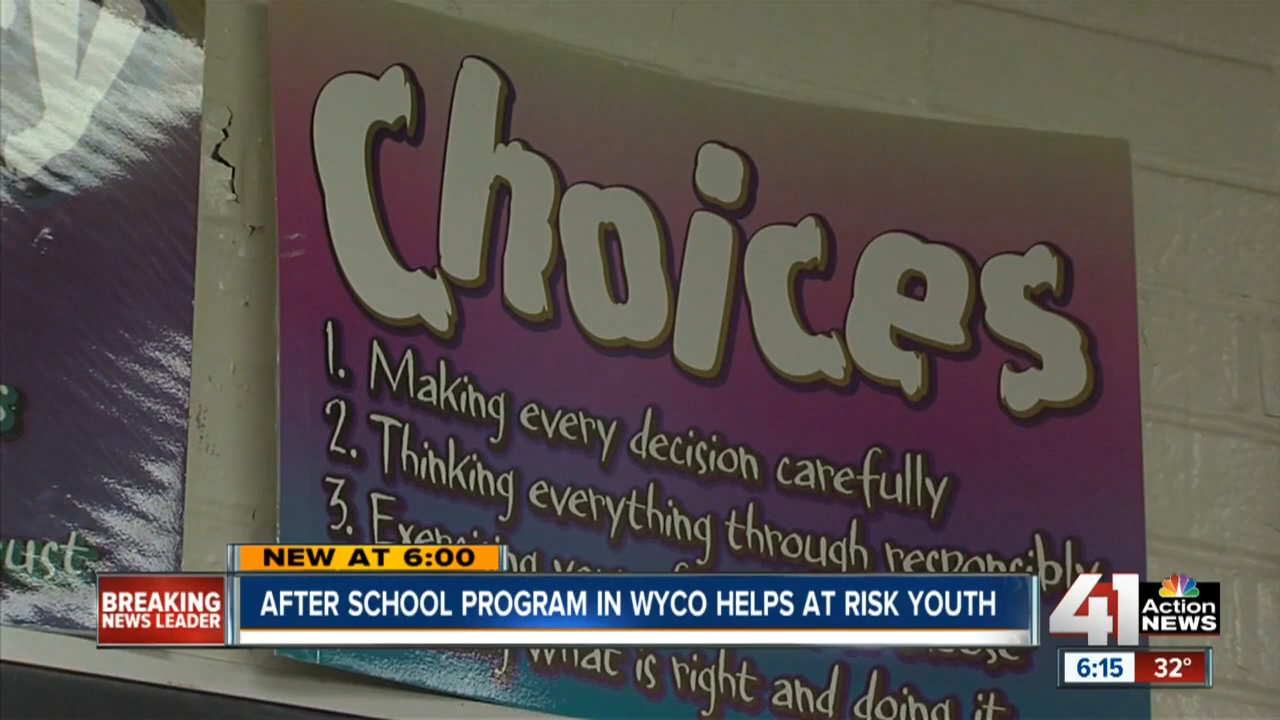 Choices
1. Making every decision carefully
2. Thinking everything through responsibly
3.
what is right and doing it
ust
NEW AT 6:00
BREAKING
NEWS LEADER
AFTER SCHOOL PROGRAM IN WYCO HELPS AT RISK YOUTH
41
Action
NEWS
6:15 32°